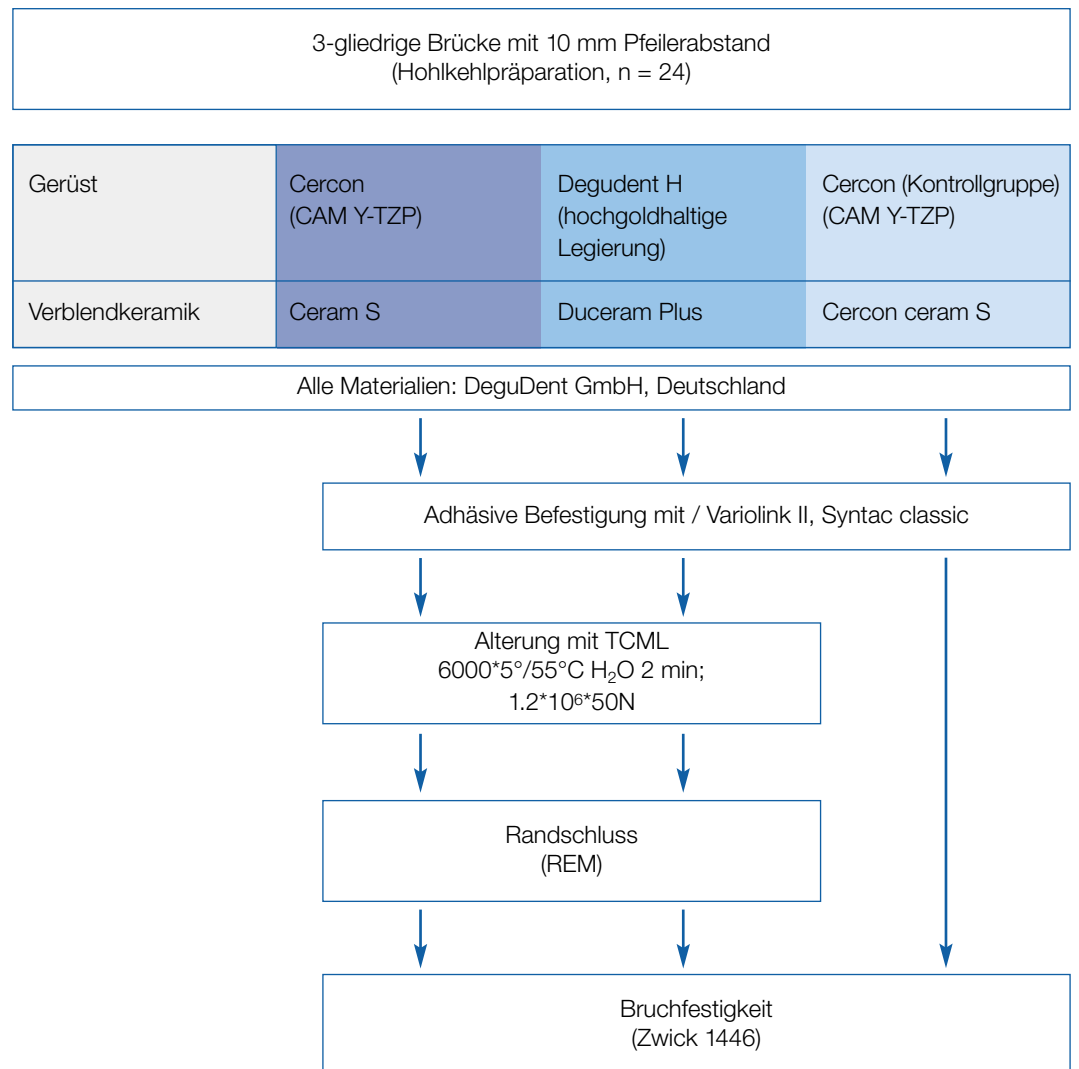 3-gliedrige Brücke mit 10 mm Pfeilerabstand
(Hohlkehlpräparation, n = 24)
Gerüst
Cercon
(CAM Y-TZP)
Degudent H
(hochgoldhaltige
Legierung)
Cercon (Kontrollgruppe)
(CAM Y-TZP)
Verblendkeramik
Ceram S
Duceram Plus
Cercon ceram S
Alle Materialien: DeguDent GmbH, Deutschland
Adhäsive Befestigung mit / Variolink II, Syntac classic
Alterung mit TCML
6000*5°/55°C H₂O 2 min;
1.2*10⁶*50N
Randschluss
(REM)
Bruchfestigkeit
(Zwick 1446)